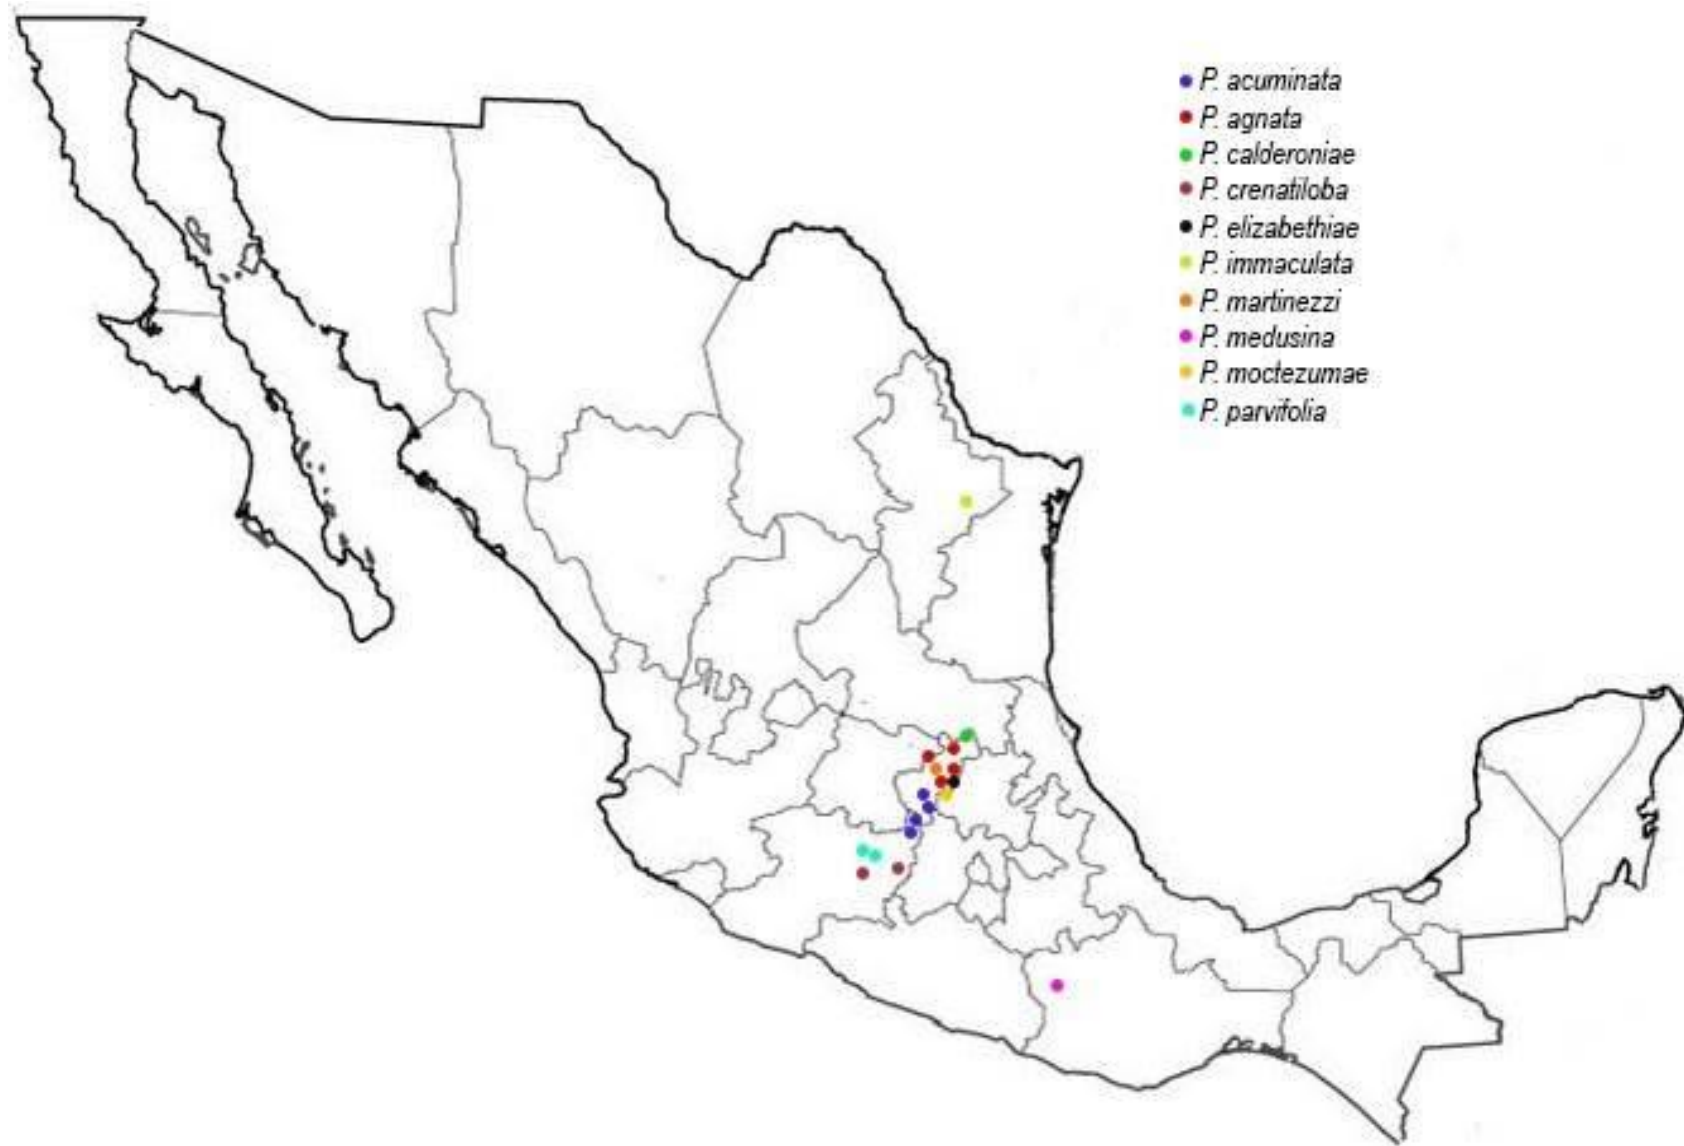 P. acuminata
P. agnata
P. calderoniae
P. crenatiloba
P. elizabethiae
P. immaculata
P. martinezzi
P. medusina
P. moctezumae
P. parvifolia